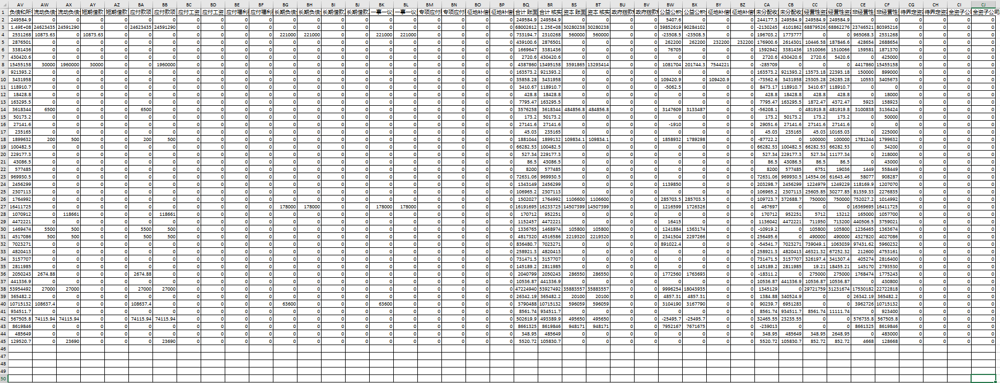 AV AW AX AY AZ BA BB BC BD BE BF BG BH BI BJ BK BL BM BN BO BP BQ BR BS BT BU BV BW BX BY BZ CA CB CC CD CE CF CG CH CI CJ
1 负债和所 流动负债 流动负债 短期借款 短期借款 应付款项 应付款项 应付工资 应付工资 应付福利 应付福利 长期负债 长期负债 长期借款 长期借款 一事一议 一事一议 专项应付 专项应付 征地补偿 征地补偿 合计 账面 合计 核实 资本 账面 资本 核实 政府拨款 政府拨款 公益公积 公益公积 征地补偿 征地补偿 未分配收 未分配收 经营性资 经营性资 非经营性 非经营性 待界定资 待界定资 全资子公 全资子公司
2 249584.9 0 0 0 0 0 0 0 0 0 0 0 0 0 0 0 0 0 0 0 0 249584.9 249584.9 0 0 0 0 5407.6 0 0 0 244177.3 249584.9 249584.9 249584.9 0 0 0 0 0 0
3 1.49E+08 24623435 24591290 0 0 24623435 24591290 0 0 0 0 0 0 0 0 0 0 0 0 0 0 68002612 1.25E+08 30280238 30280238 0 0 39852619 90284102 0 0 -2130245 4101862 68879526 68862276 23746521 80395216 0 0 0 0
4 2531268 10873.63 0 10873.63 0 0 0 0 0 0 0 221000 221000 0 0 221000 221000 0 0 0 0 733194.7 2310268 560000 560000 0 0 -23508.5 -23508.5 0 0 196703.2 1773777 0 0 965068.3 2531268 0 0 0 0
5 2876501 0 0 0 0 0 0 0 0 0 0 0 0 0 0 0 0 0 0 0 0 439100.6 2876501 0 0 0 0 262200 262200 232200 232200 176900.6 2614301 10446.58 187846.6 428654 2688654 0 0 0 0
6 3381436 0 0 0 0 0 0 0 0 0 0 0 0 0 0 0 0 0 0 0 0 1669647 3381436 0 0 0 0 76705 0 0 0 1592942 3381436 1510066 1510066 159581 1871370 0 0 0 0
7 430420.6 0 0 0 0 0 0 0 0 0 0 0 0 0 0 0 0 0 0 0 0 2720.6 430420.6 0 0 0 0 0 0 0 0 2720.6 430420.6 2720.6 5420.6 0 425000 0 0 0 0
8 15455158 30000 1960000 30000 0 0 1960000 0 0 0 0 0 0 0 0 0 0 0 0 0 0 4387860 13495158 3591865 13293414 0 0 1081704 201744.3 7544221 0 -285709 0 0 0 4417860 15455158 0 0 0 0
9 921393.2 0 0 0 0 0 0 0 0 0 0 0 0 0 0 0 0 0 0 0 0 163573.2 921393.2 0 0 0 0 0 0 0 0 163573.2 921393.2 13573.18 22393.18 150000 899000 0 0 0 0
10 3431958 0 0 0 0 0 0 0 0 0 0 0 0 0 0 0 0 0 0 0 0 35858.28 3431958 0 0 0 0 109420.9 0 109420.9 0 -73562.6 3431958 25305.28 26285.28 10553 3405673 0 0 0 0
11 118910.7 0 0 0 0 0 0 0 0 0 0 0 0 0 0 0 0 0 0 0 0 3410.67 118910.7 0 0 0 0 -5062.5 0 0 0 8473.17 118910.7 3410.67 118910.7 0 0 0 0 0 0
12 18428.8 0 0 0 0 0 0 0 0 0 0 0 0 0 0 0 0 0 0 0 0 428.8 18428.8 0 0 0 0 0 0 0 0 428.8 18428.8 428.8 428.8 0 18000 0 0 0 0
13 163295.5 0 0 0 0 0 0 0 0 0 0 0 0 0 0 0 0 0 0 0 0 7795.47 163295.5 0 0 0 0 0 0 0 0 7795.47 163295.5 1872.47 4372.47 5923 158923 0 0 0 0
14 3618344 6500 0 0 0 6500 0 0 0 0 0 0 0 0 0 0 0 0 0 0 0 3576258 3618344 484856.8 484856.8 0 0 3147609 3133487 0 0 -56208.1 0 481919.8 481919.8 3100838 3136424 0 0 0 0
15 50173.2 0 0 0 0 0 0 0 0 0 0 0 0 0 0 0 0 0 0 0 0 173.2 50173.2 0 0 0 0 0 0 0 0 173.2 50173.2 173.2 173.2 0 50000 0 0 0 0
16 27141.6 0 0 0 0 0 0 0 0 0 0 0 0 0 0 0 0 0 0 0 0 27141.6 27141.6 0 0 0 0 -1910 0 0 0 29051.6 27141.6 27141.6 27141.6 0 0 0 0 0 0
17 235165 0 0 0 0 0 0 0 0 0 0 0 0 0 0 0 0 0 0 0 0 45.03 235165 0 0 0 0 0 0 0 0 45.03 235165 45.03 10165.03 0 225000 0 0 0 0
18 1899632 200 500 0 0 200 500 0 0 0 0 0 0 0 0 0 0 0 0 0 0 1881044 1899132 109834.1 109834.1 0 0 1858932 1789298 0 0 -87722.2 0 100000 100000 1781244 1799632 0 0 0 0
19 100482.5 0 0 0 0 0 0 0 0 0 0 0 0 0 0 0 0 0 0 0 0 66282.53 100482.5 0 0 0 0 0 0 0 0 66282.53 100482.5 66282.53 66282.53 0 34200 0 0 0 0
20 229177.3 0 0 0 0 0 0 0 0 0 0 0 0 0 0 0 0 0 0 0 0 527.34 229177.3 0 0 0 0 0 0 0 0 527.34 229177.3 527.34 11177.34 0 218000 0 0 0 0
21 43086.5 0 0 0 0 0 0 0 0 0 0 0 0 0 0 0 0 0 0 0 0 86.5 43086.5 0 0 0 0 0 0 0 0 86.5 43086.5 86.5 86.5 0 43000 0 0 0 0
22 577485 0 0 0 0 0 0 0 0 0 0 0 0 0 0 0 0 0 0 0 0 8200 577485 0 0 0 0 0 0 0 0 8200 577485 6751 19036 1449 558449 0 0 0 0
23 969930.5 0 0 0 0 0 0 0 0 0 0 0 0 0 0 0 0 0 0 0 0 72631.06 969930.5 0 0 0 0 0 0 0 0 72631.06 969930.5 14554.06 61643.46 58077 908287 0 0 0 0
24 2456299 0 0 0 0 0 0 0 0 0 0 0 0 0 0 0 0 0 0 0 0 1343149 2456299 0 0 0 0 1139850 0 0 0 203298.7 2456299 1224979 1249229 118169.9 1207070 0 0 0 0
25 2307113 0 0 0 0 0 0 0 0 0 0 0 0 0 0 0 0 0 0 0 0 106965.2 2307113 0 0 0 0 0 0 0 0 106965.2 2307113 25605.85 30277.85 81359.33 2276835 0 0 0 0
26 1764992 0 0 0 0 0 0 0 0 0 0 0 0 0 0 0 0 0 0 0 0 1502027 1764992 1106600 1106600 0 0 285703.5 285703.5 0 0 109723.7 372688.7 750000 750000 752027.2 1014992 0 0 0 0
27 16411725 0 0 0 0 0 0 0 0 0 0 178000 178000 0 0 178000 178000 0 0 0 0 16191695 16233725 14507399 14507399 0 0 1216599 1726326 0 0 467697 0 0 0 16369695 16411725 0 0 0 0
28 1070912 0 118661 0 0 0 118661 0 0 0 0 0 0 0 0 0 0 0 0 0 0 170712 952251 0 0 0 0 0 0 0 0 170712 952251 5712 13212 165000 1057700 0 0 0 0
29 4472221 0 0 0 0 0 0 0 0 0 0 0 0 0 0 0 0 0 0 0 0 1152457 4472221 0 0 0 0 16415 0 0 0 1136042 4472221 711950 713200 440506.5 3759021 0 0 0 0
30 1469474 5500 500 0 0 5500 500 0 0 0 0 0 0 0 0 0 0 0 0 0 0 1336765 1468974 105800 105800 0 0 1241884 1363174 0 0 -10919.2 0 105800 105800 1236465 1363674 0 0 0 0
31 4517086 500 500 0 0 500 500 0 0 0 0 0 0 0 0 0 0 0 0 0 0 4817320 4516586 2219320 2219320 0 0 2341504 2297266 0 0 256495.6 0 490000 490000 4327820 4027086 0 0 0 0
32 7023271 0 0 0 0 0 0 0 0 0 0 0 0 0 0 0 0 0 0 0 0 836480.7 7023271 0 0 0 0 891022.4 0 0 0 -54541.7 7023271 739049.1 1063039 97431.62 5960232 0 0 0 0
33 4820413 0 0 0 0 0 0 0 0 0 0 0 0 0 0 0 0 0 0 0 0 258921.3 4820413 0 0 0 0 0 0 0 0 258921.3 4820413 46321.32 67252.32 212600 4753161 0 0 0 0
34 3157707 0 0 0 0 0 0 0 0 0 0 0 0 0 0 0 0 0 0 0 0 731471.5 3157707 0 0 0 0 0 0 0 0 731471.5 3157707 326197.4 341307.4 405274 2816400 0 0 0 0
35 2811985 0 0 0 0 0 0 0 0 0 0 0 0 0 0 0 0 0 0 0 0 145189.2 2811985 0 0 0 0 0 0 0 0 145189.2 2811985 19.21 18455.21 145170 2793530 0 0 0 0
36 2050243 2674.88 0 0 0 2674.88 0 0 0 0 0 0 0 0 0 0 0 0 0 0 0 2040799 2050243 286550 286550 0 0 1772560 1763693 0 0 -18311.2 0 275000 275000 1768474 1775243 0 0 0 0
37 441336.9 0 0 0 0 0 0 0 0 0 0 0 0 0 0 0 0 0 0 0 0 10536.87 441336.9 0 0 0 0 0 0 0 0 10536.87 441336.9 10536.87 10536.87 0 430800 0 0 0 0
38 53954492 27000 27000 0 0 27000 27000 0 0 0 0 0 0 0 0 0 0 0 0 0 0 47224940 53927492 35883557 35883557 0 0 9996254 18043935 0 0 1345129 0 29721759 31231674 17530182 22722818 0 0 0 0
39 365482.2 0 0 0 0 0 0 0 0 0 0 0 0 0 0 0 0 0 0 0 0 26342.19 365482.2 20100 20100 0 0 4857.31 4857.31 0 0 1384.88 340524.9 0 0 26342.19 365482.2 0 0 0 0
40 10715132 108637.4 0 0 0 108637.4 0 0 0 0 0 63600 0 0 0 63600 0 0 0 0 0 3790488 10715132 596059 596059 0 0 3104190 3167790 0 0 90239.7 6951283 0 0 3962726 10715132 0 0 0 0
41 934511.7 0 0 0 0 0 0 0 0 0 0 0 0 0 0 0 0 0 0 0 0 8561.74 934511.7 0 0 0 0 0 0 0 0 8561.74 934511.7 8561.74 11111.74 0 923400 0 0 0 0
42 567505.8 74115.94 74115.94 0 0 74115.94 74115.94 0 0 0 0 0 0 0 0 0 0 0 0 0 0 502619.9 493389.9 495650 495650 0 0 -25495.7 -25495.7 0 0 32465.55 23235.55 0 0 576735.8 567505.8 0 0 0 0
43 8619846 0 0 0 0 0 0 0 0 0 0 0 0 0 0 0 0 0 0 0 0 8661325 8619846 948171 948171 0 0 7952167 7671675 0 0 -239013 0 0 0 8661325 8619846 0 0 0 0
44 485649 0 0 0 0 0 0 0 0 0 0 0 0 0 0 0 0 0 0 0 0 348.95 485649 0 0 0 0 0 0 0 0 348.95 485649 348.95 2648.95 0 483000 0 0 0 0
45 129520.7 0 23690 0 0 0 23690 0 0 0 0 0 0 0 0 0 0 0 0 0 0 5520.72 105830.7 0 0 0 0 0 0 0 0 5520.72 105830.7 852.72 852.72 4668 128668 0 0 0 0
46
47
48
49
50